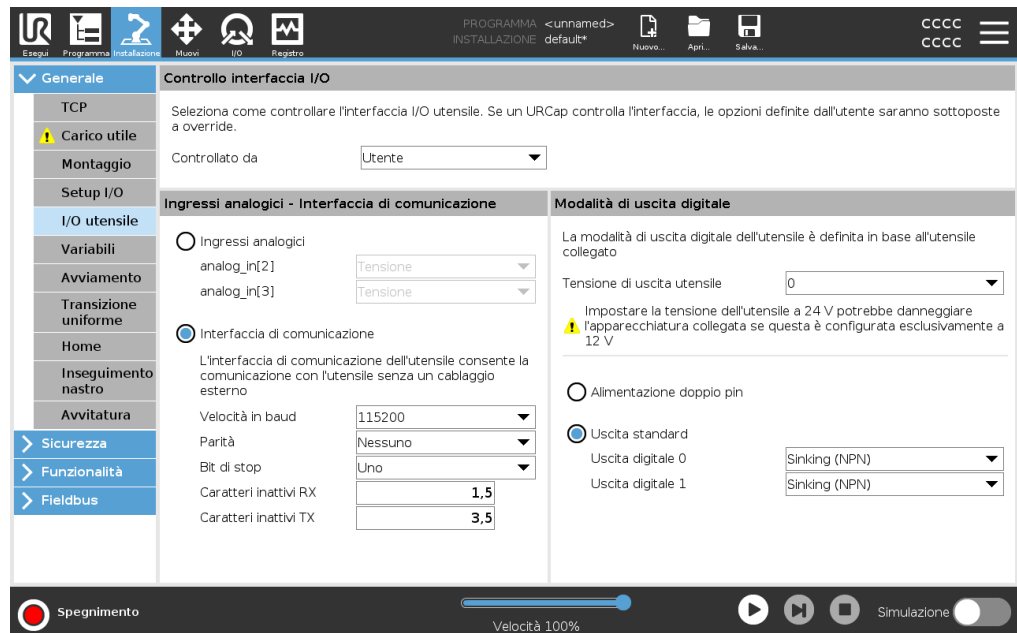 UR
PROGRAMMA <unnamed>
INSTALLAZIONE default*
cccc
cccc
Esegui Programma Installazione Muovi I/O Registro Nuovo... Apri... Salva...
Generale
TCP
Carico utile
Montaggio
Setup I/O
I/O utensile
Variabili
Avviamento
Transizione
uniforme
Home
Inseguimento
nastro
Avvitatura
Sicurezza
Funzionalità
Fieldbus
Controllo interfaccia I/O
Seleziona come controllare l'interfaccia I/O utensile. Se un URCap controlla l'interfaccia, le opzioni definite dall'utente saranno sottoposte
a override.
Controllato da Utente
Ingressi analogici - Interfaccia di comunicazione
Ingressi analogici
analog_in[2] Tensione
analog_in[3] Tensione
Interfaccia di comunicazione
L'interfaccia di comunicazione dell'utensile consente la
comunicazione con l'utensile senza un cablaggio
esterno
Velocità in baud 115200
Parità Nessuno
Bit di stop Uno
Caratteri inattivi RX 1,5
Caratteri inattivi TX 3,5
Modalità di uscita digitale
La modalità di uscita digitale dell'utensile è definita in base all'utensile
collegato
Tensione di uscita utensile 0
Impostare la tensione dell'utensile a 24 V potrebbe danneggiare
l'apparecchiatura collegata se questa è configurata esclusivamente a
12 V
Alimentazione doppio pin
Uscita standard
Uscita digitale 0 Sinking (NPN)
Uscita digitale 1 Sinking (NPN)
Spegnimento
Velocità 100%
Simulazione